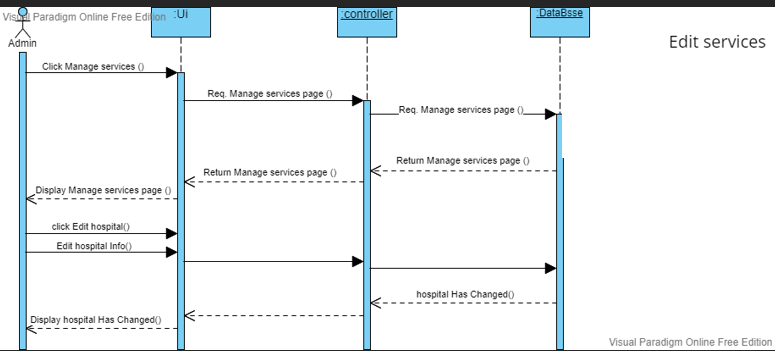 Visual Paradigm Online Free Edition
:Ui
:controller
:DataBsse
Admin
Edit services
Click Manage services ()
Req. Manage services page ()
Req. Manage services page ()
Return Manage services page ()
Return Manage services page ()
Display Manage services page ()
click Edit hospital()
Edit hospital Info()
hospital Has Changed()
Display hospital Has Changed()
Visual Paradigm Online Free Edition